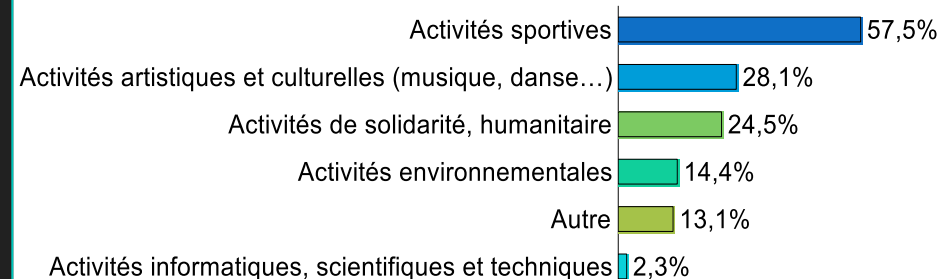 Activités sportives 57,5%
Activités artistiques et culturelles (musique, danse…) 28,1%
Activités de solidarité, humanitaire 24,5%
Activités environnementales 14,4%
Autre 13,1%
Activités informatiques, scientifiques et techniques 2,3%